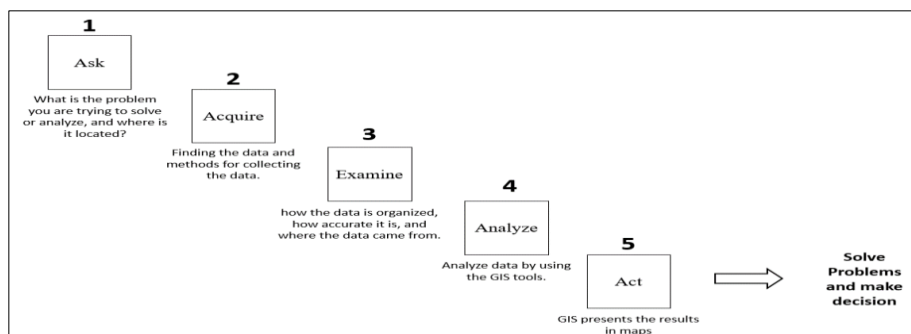 1
Ask
What is the problem
you are trying to solve
or analyze, and where is
it located?
2
Acquire
Finding the data and
methods for collecting
the data.
3
Examine
how the data is organized,
how accurate it is, and
where the data came from.
4
Analyze
Analyze data by using
the GIS tools.
5
Act
GIS presents the results
in maps
Solve
Problems
and make
decision